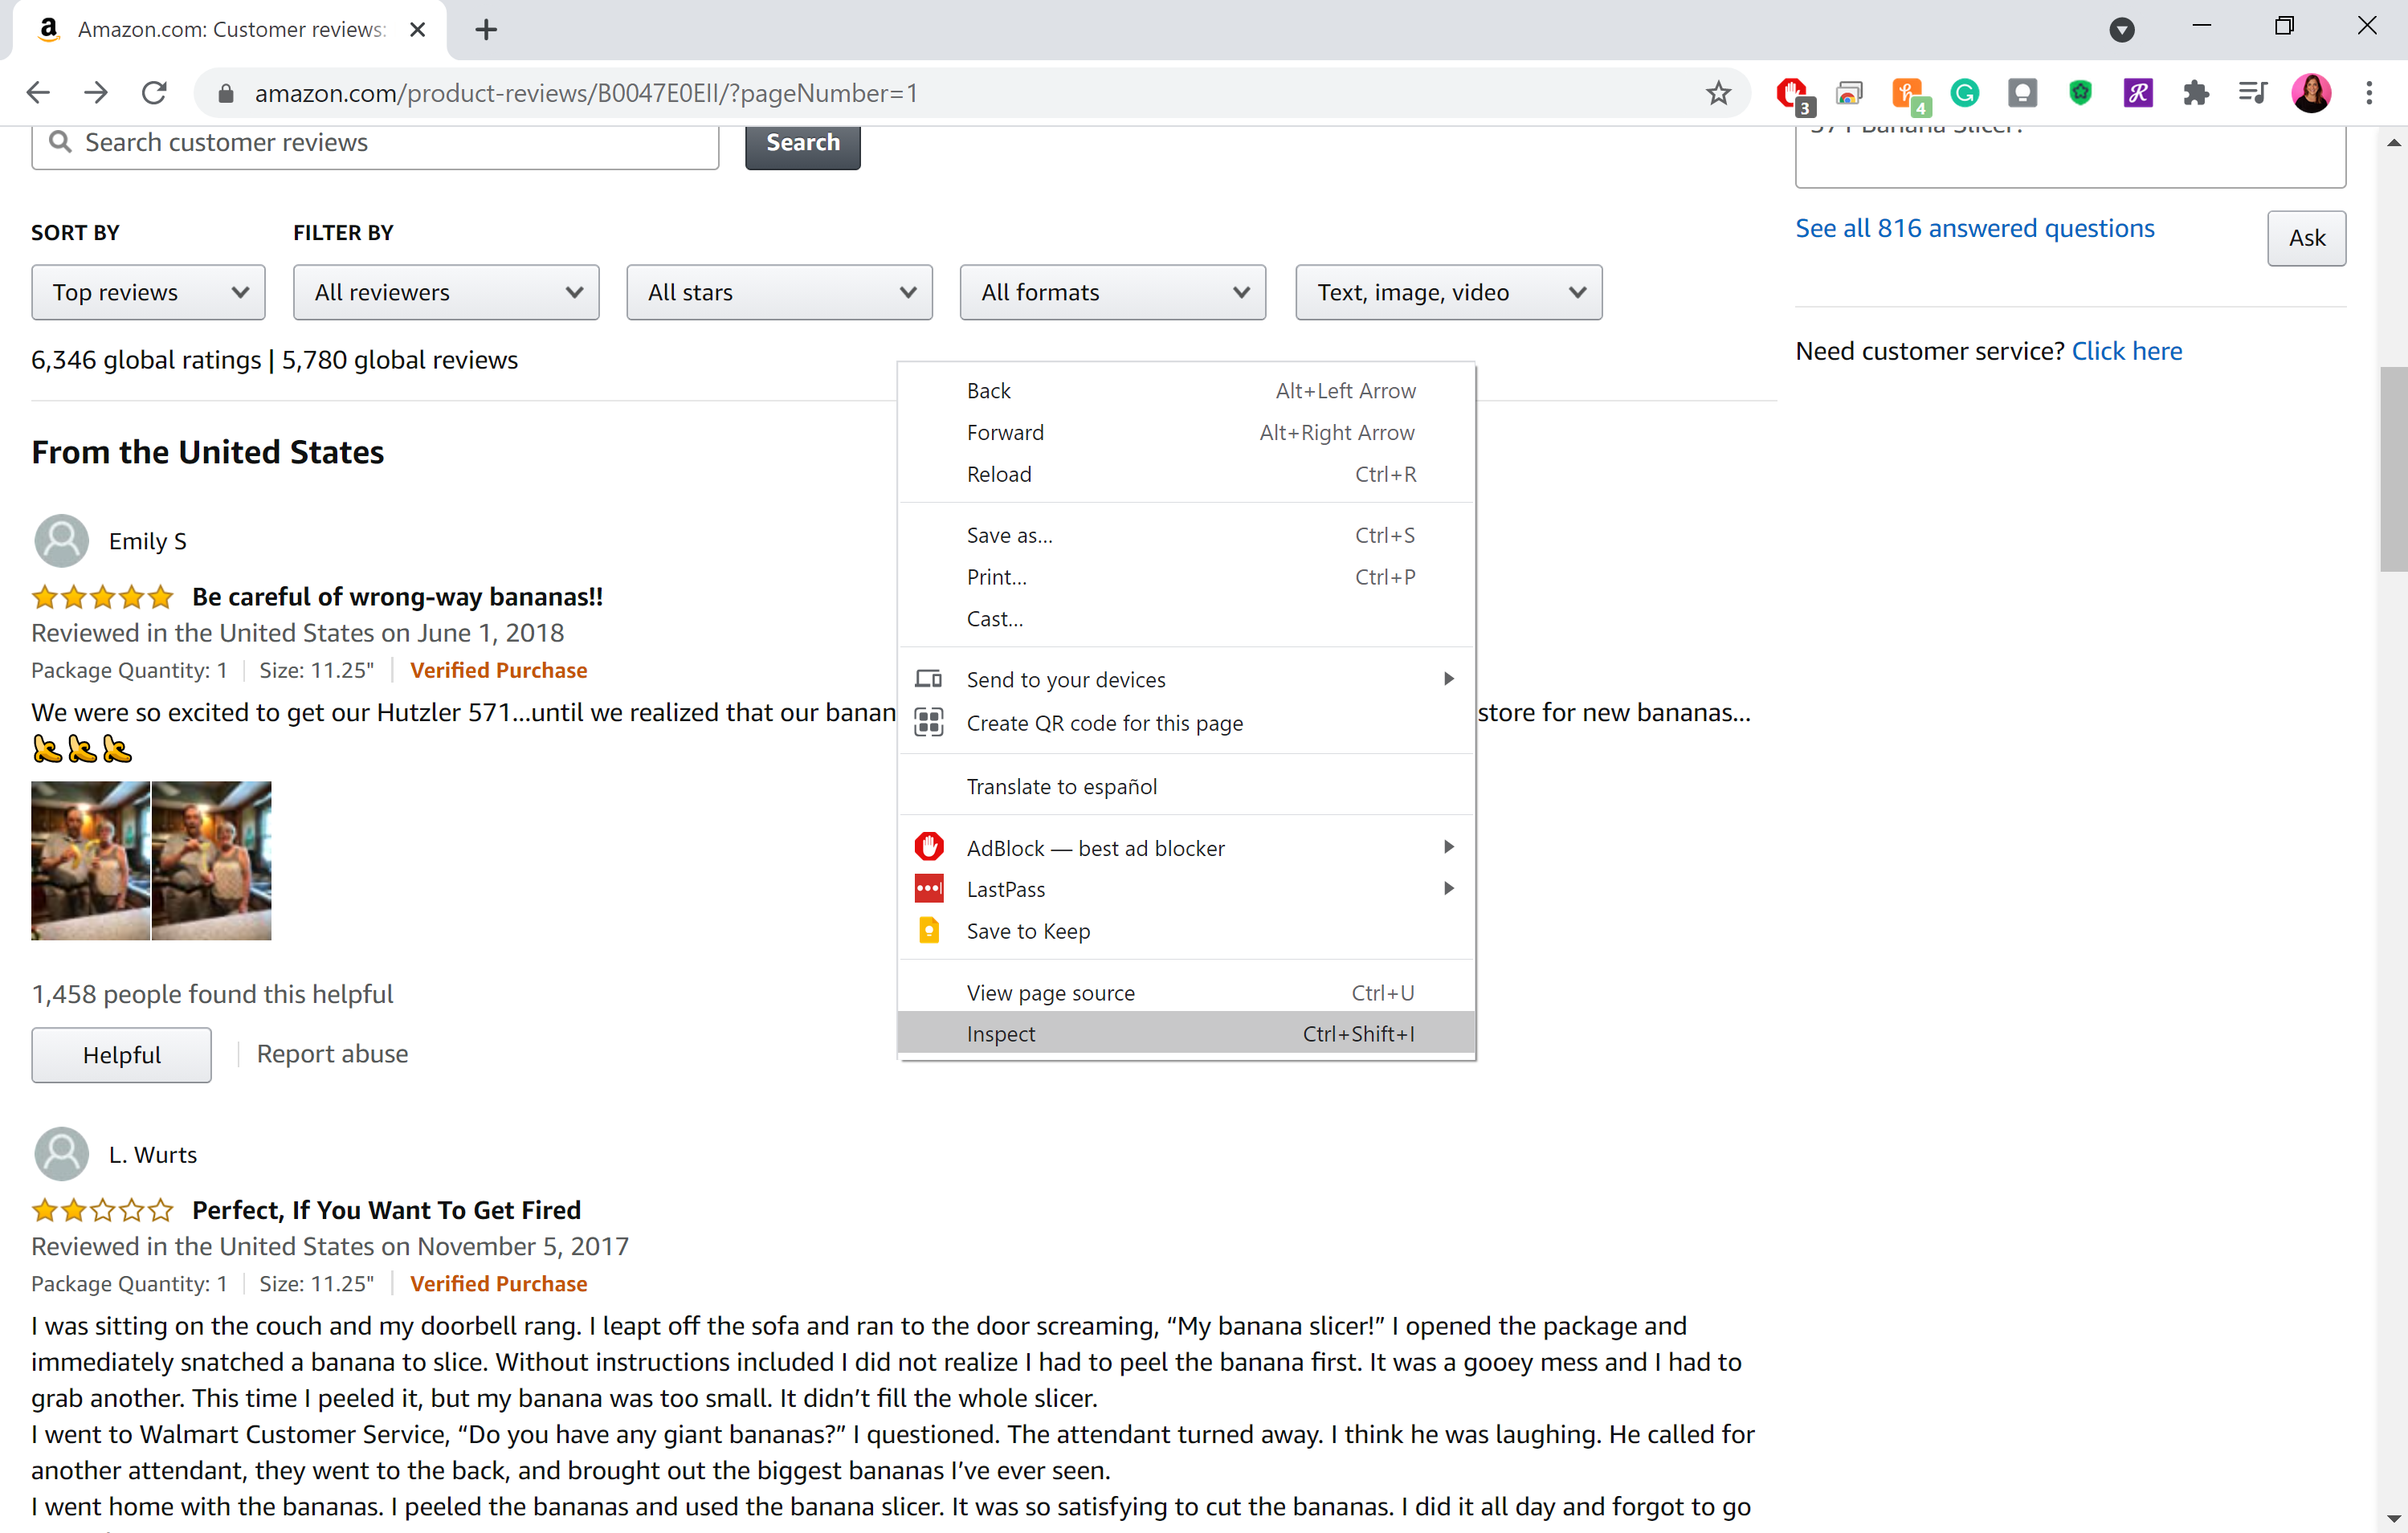 Amazon.com: Customer reviews:
amazon.com/product-reviews/B0047E0EII/?pageNumber=1
3
4
Search customer reviews
Search
571 Banana Slicer?
SORT BY
FILTER BY
See all 816 answered questions
Ask
Top reviews
All reviewers
All stars
All formats
Text, image, video
6,346 global ratings | 5,780 global reviews
Need customer service? Click here
Back Alt+Left Arrow
Forward Alt+Right Arrow
Reload Ctrl+R
Save as... Ctrl+S
Print... Ctrl+P
Cast...
Send to your devices
Create QR code for this page
Translate to español
AdBlock — best ad blocker
LastPass
Save to Keep
View page source Ctrl+U
Inspect Ctrl+Shift+I
From the United States
Emily S
Be careful of wrong-way bananas!!
Reviewed in the United States on June 1, 2018
Package Quantity: 1 | Size: 11.25" | Verified Purchase
We were so excited to get our Hutzler 571...until we realized that our banan store for new bananas...
1,458 people found this helpful
Helpful
Report abuse
L. Wurts
Perfect, If You Want To Get Fired
Reviewed in the United States on November 5, 2017
Package Quantity: 1 | Size: 11.25" | Verified Purchase
I was sitting on the couch and my doorbell rang. I leapt off the sofa and ran to the door screaming, “My banana slicer!” I opened the package and
immediately snatched a banana to slice. Without instructions included I did not realize I had to peel the banana first. It was a gooey mess and I had to
grab another. This time I peeled it, but my banana was too small. It didn’t fill the whole slicer.
I went to Walmart Customer Service, “Do you have any giant bananas?” I questioned. The attendant turned away. I think he was laughing. He called for
another attendant, they went to the back, and brought out the biggest bananas I’ve ever seen.
I went home with the bananas. I peeled the bananas and used the banana slicer. It was so satisfying to cut the bananas. I did it all day and forgot to go